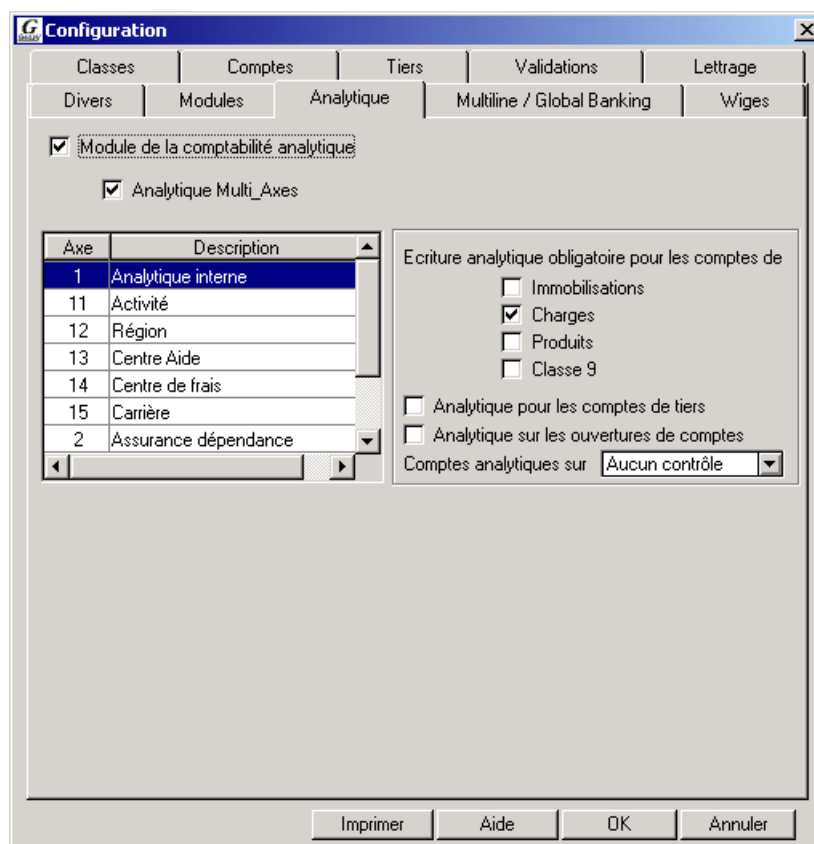 Configuration
Classes Comptes Tiers Validations Lettrage
Divers Modules Analytique Multiline / Global Banking Wiges
Module de la comptabilité analytique
Analytique Multi_Axes
Axe Description
1 Analytique interne
11 Activité
12 Région
13 Centre Aide
14 Centre de frais
15 Carrière
2 Assurance dépendance
Ecriture analytique obligatoire pour les comptes de
Immobilisations
Charges
Produits
Classe 9
Analytique pour les comptes de tiers
Analytique sur les ouvertures de comptes
Comptes analytiques sur Aucun contrôle
Imprimer Aide OK Annuler